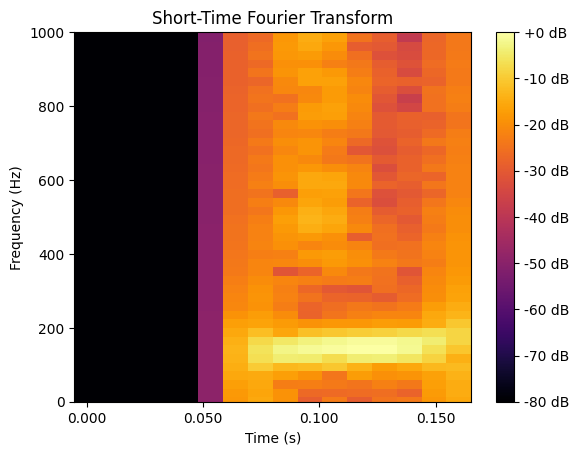 Short-Time Fourier Transform
Frequency (Hz)
1000
800
600
400
200
0
0.000
0.050
0.100
0.150
Time (s)
+0 dB
-10 dB
-20 dB
-30 dB
-40 dB
-50 dB
-60 dB
-70 dB
-80 dB